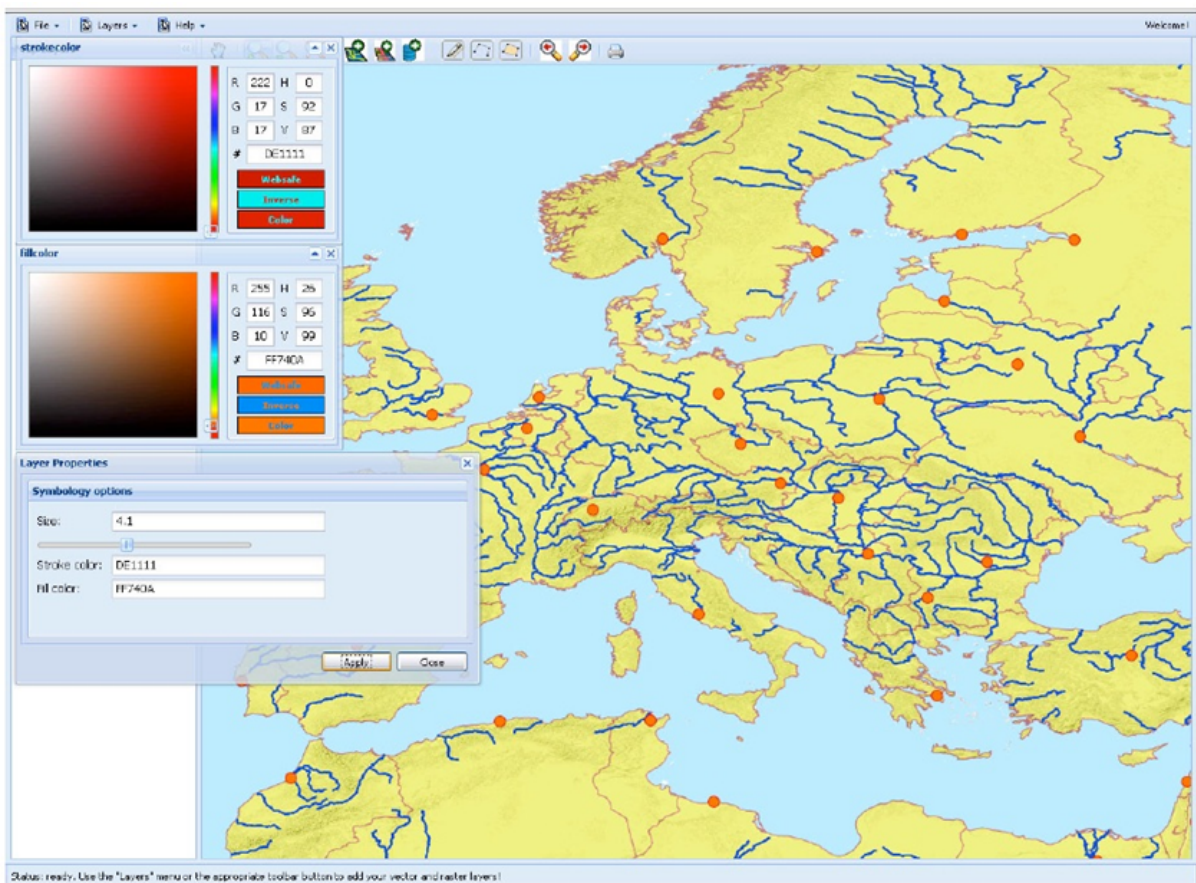 File Layers Help Welcome!
strokecolor
R 222 H 0
G 17 S 92
B 17 V 87
# DE1111
Websafe
Inverse
Color
fillcolor
R 255 H 26
G 116 S 96
B 10 V 99
# FF740A
Websafe
Inverse
Color
Layer Properties
Symbology options
Size: 4.1
Stroke color: DE1111
Fill color: FF740A
Apply Close
Status: ready. Use the "Layers" menu or the appropriate toolbar button to add your vector and raster layers!